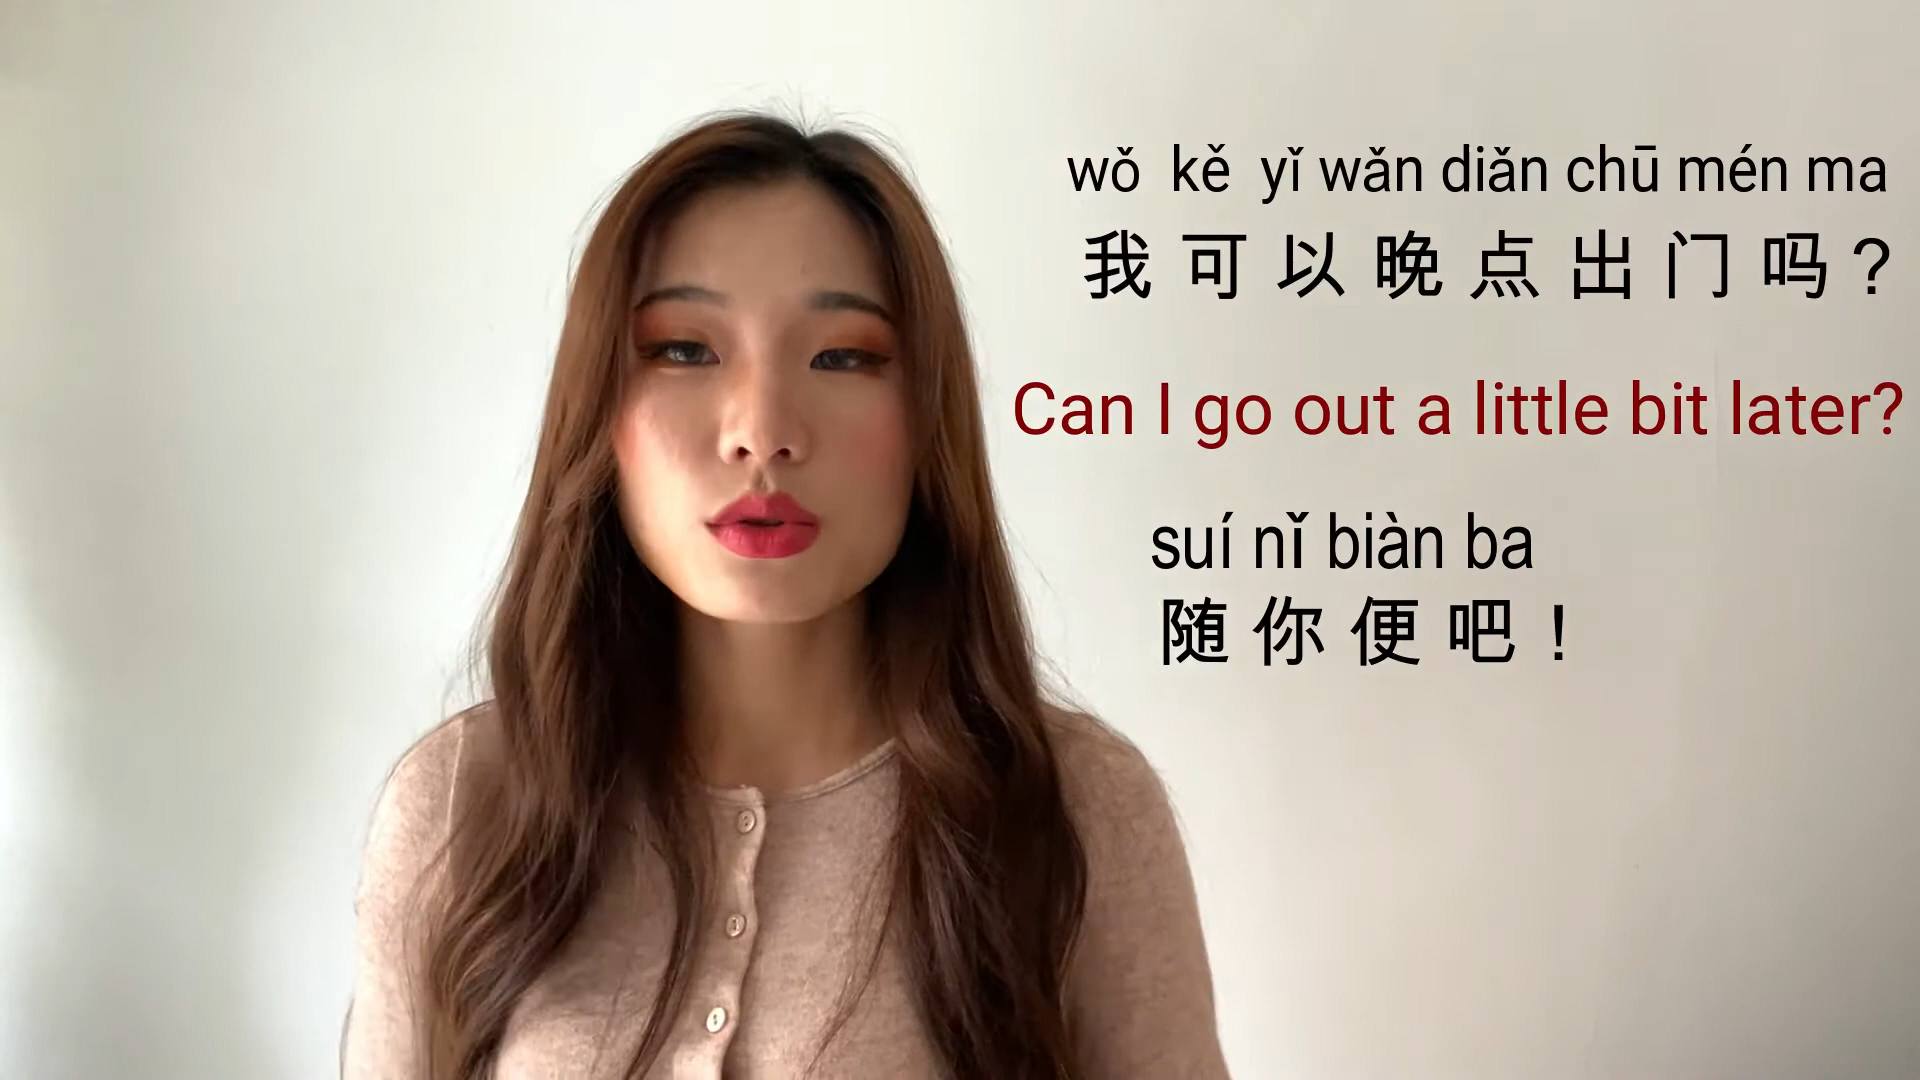 wǒ kě yǐ wǎn diǎn chū mén ma
我可以晚点出门吗？
Can I go out a little bit later?
suí nǐ biàn ba
随你便吧！